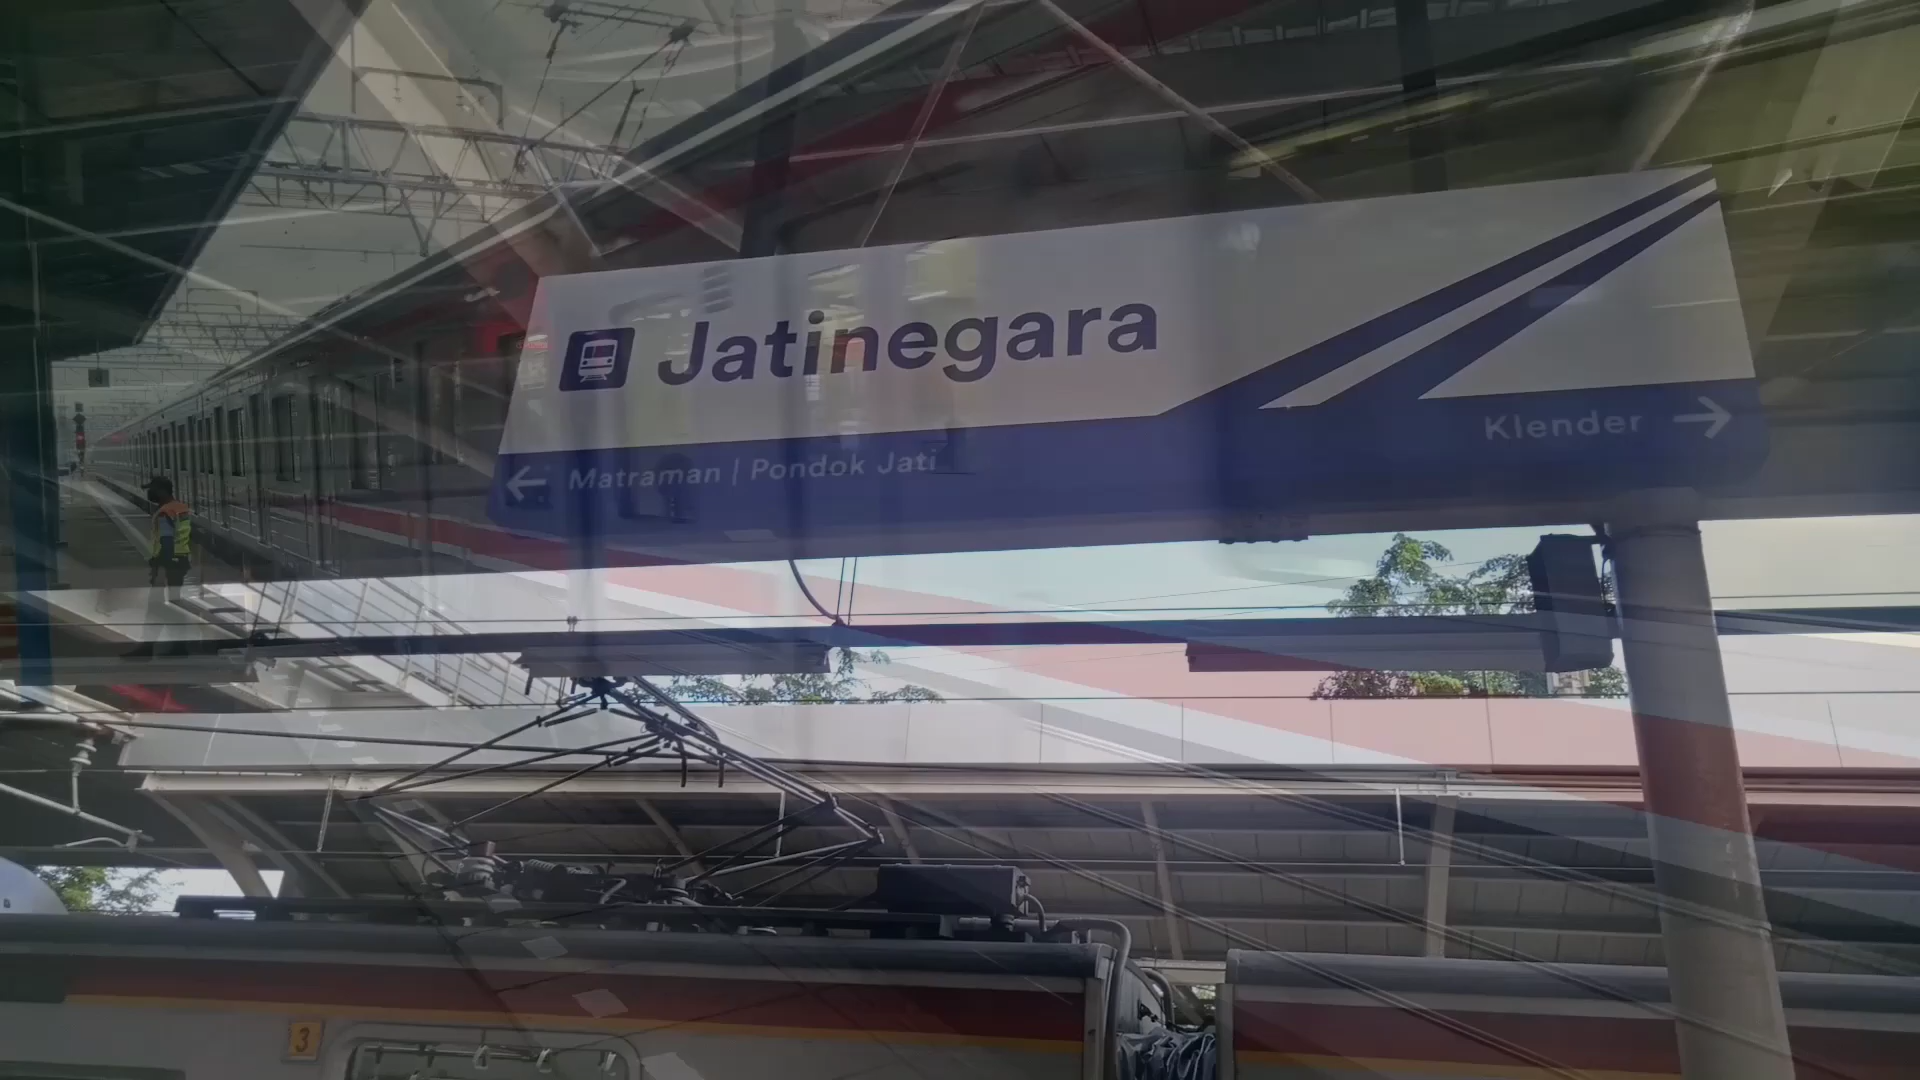 Jatinegara
← Matraman | Pondok Jati
Klender →
3